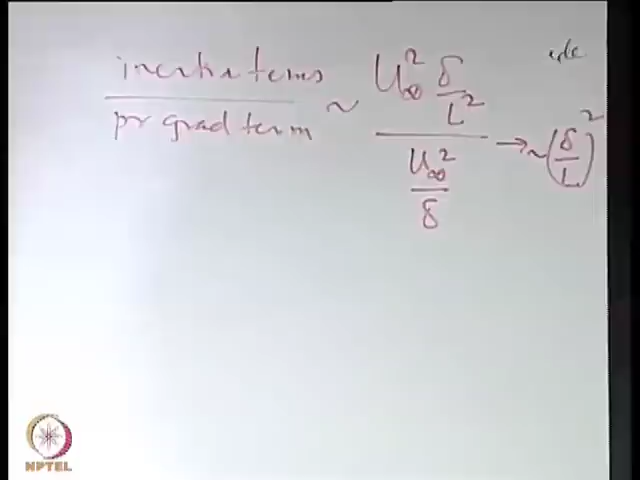 inertia terms / pr grad term ~ (U∞² δ/L²) / (U∞²/δ) → ~(δ/L)²
NPTEL